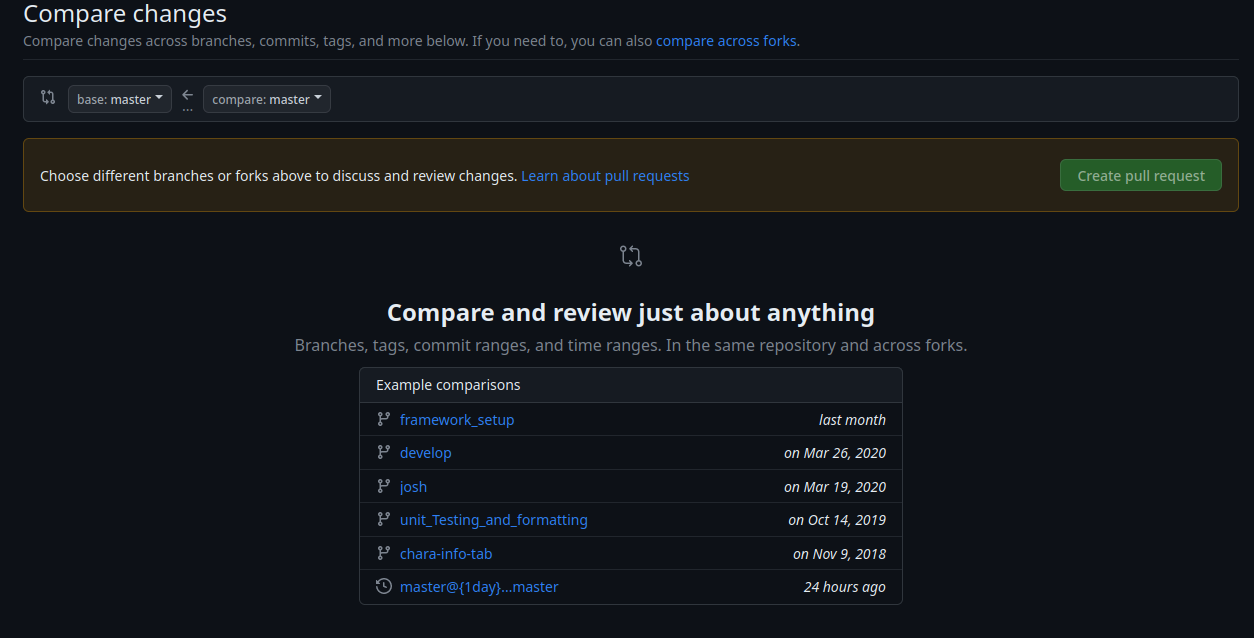 Compare changes
Compare changes across branches, commits, tags, and more below. If you need to, you can also compare across forks.
base: master ... compare: master
Choose different branches or forks above to discuss and review changes. Learn about pull requests Create pull request
Compare and review just about anything
Branches, tags, commit ranges, and time ranges. In the same repository and across forks.
Example comparisons
framework_setup last month
develop on Mar 26, 2020
josh on Mar 19, 2020
unit_Testing_and_formatting on Oct 14, 2019
chara-info-tab on Nov 9, 2018
master@{1day}...master 24 hours ago